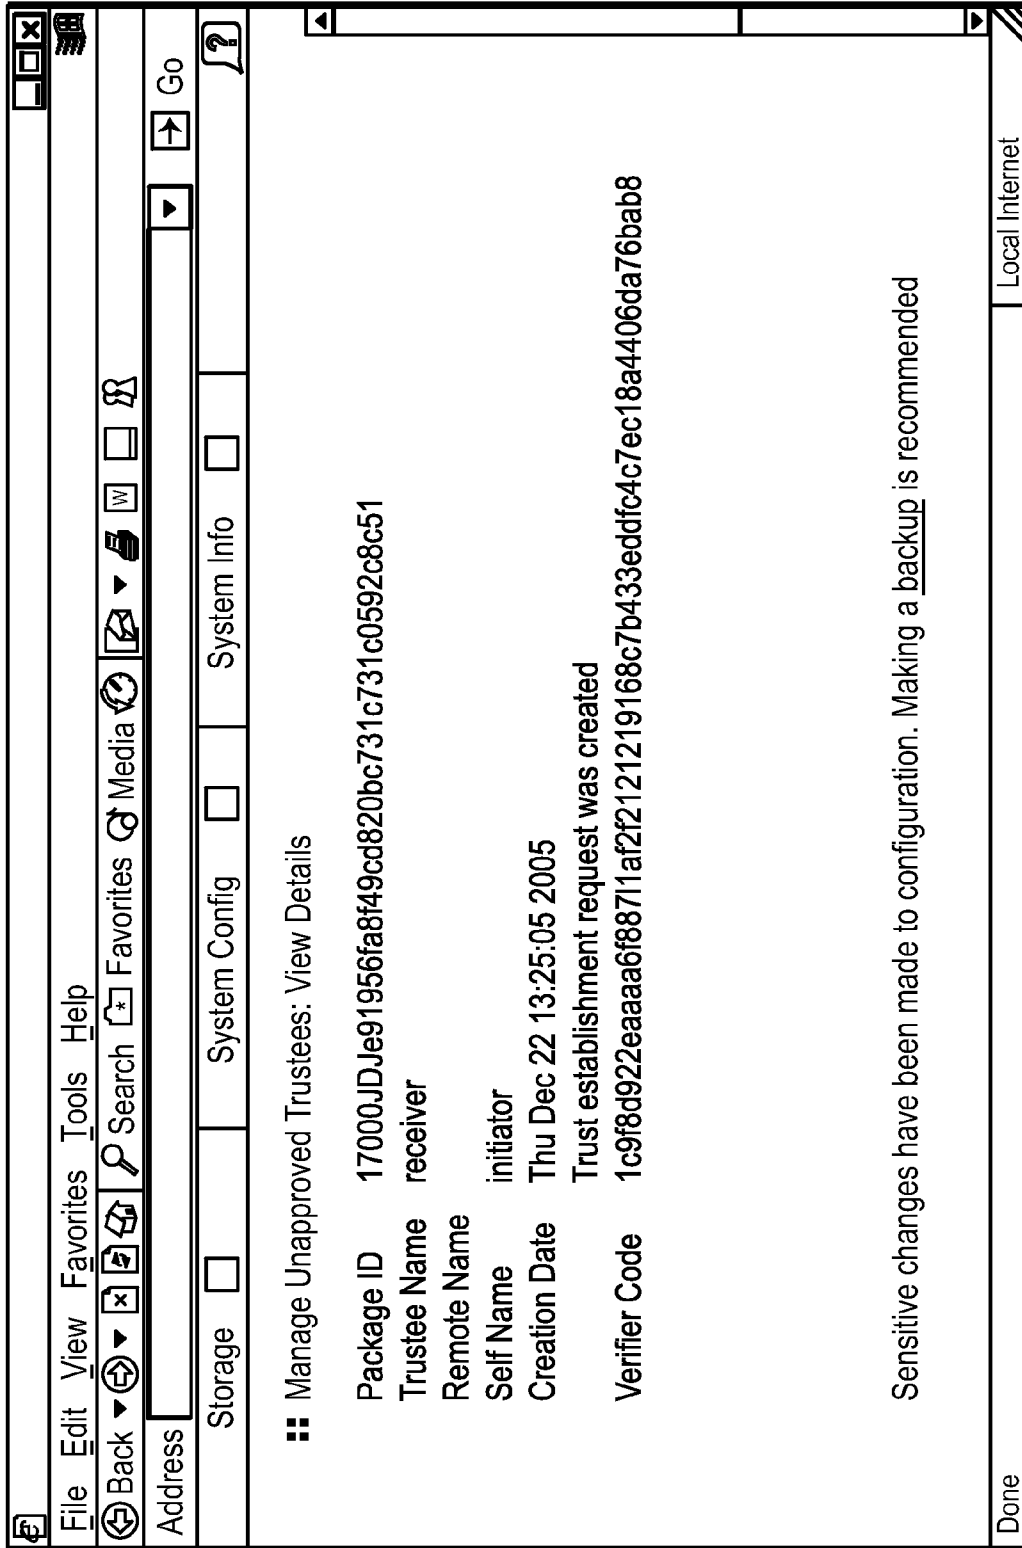 File Edit View Favorites Tools Help
Back Search Favorites Media W
Address Go
Storage System Config System Info ?
Manage Unapproved Trustees: View Details
Package ID 17000JDJe91956fa8f49cd820bc731c731c0592c8c51
Trustee Name receiver
Remote Name
Self Name initiator
Creation Date Thu Dec 22 13:25:05 2005
Trust establishment request was created
Verifier Code 1c9f8d922eaaaa6f887l1af2f2121219168c7b433eddfc4c7ec18a4406da76bab8
Sensitive changes have been made to configuration. Making a backup is recommended
Done Local Internet